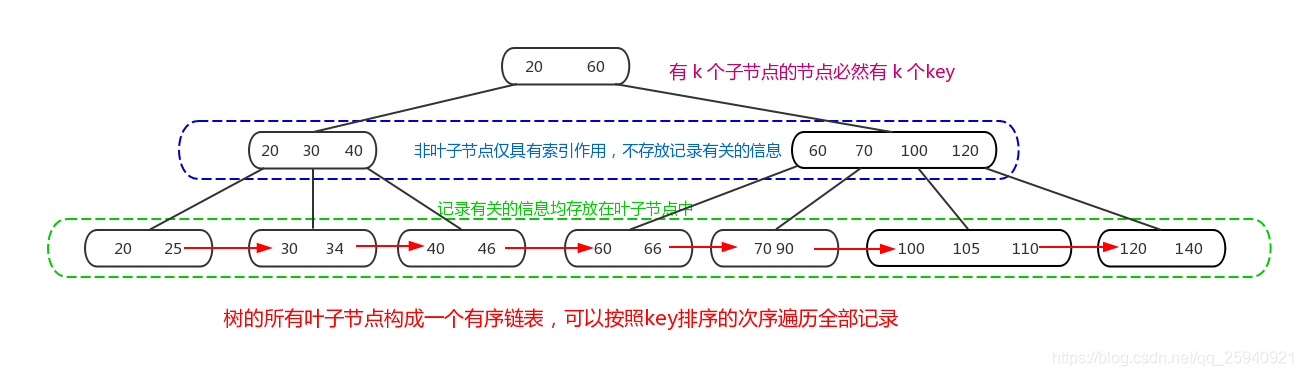 20 60
有 k 个子节点的节点必然有 k 个key
20 30 40
非叶子节点仅具有索引作用，不存放记录有关的信息
60 70 100 120
记录有关的信息均存放在叶子节点中
20 25 30 34 40 46 60 66 70 90 100 105 110 120 140
树的所有叶子节点构成一个有序链表，可以按照key排序的次序遍历全部记录
https://blog.csdn.net/qq_25940921